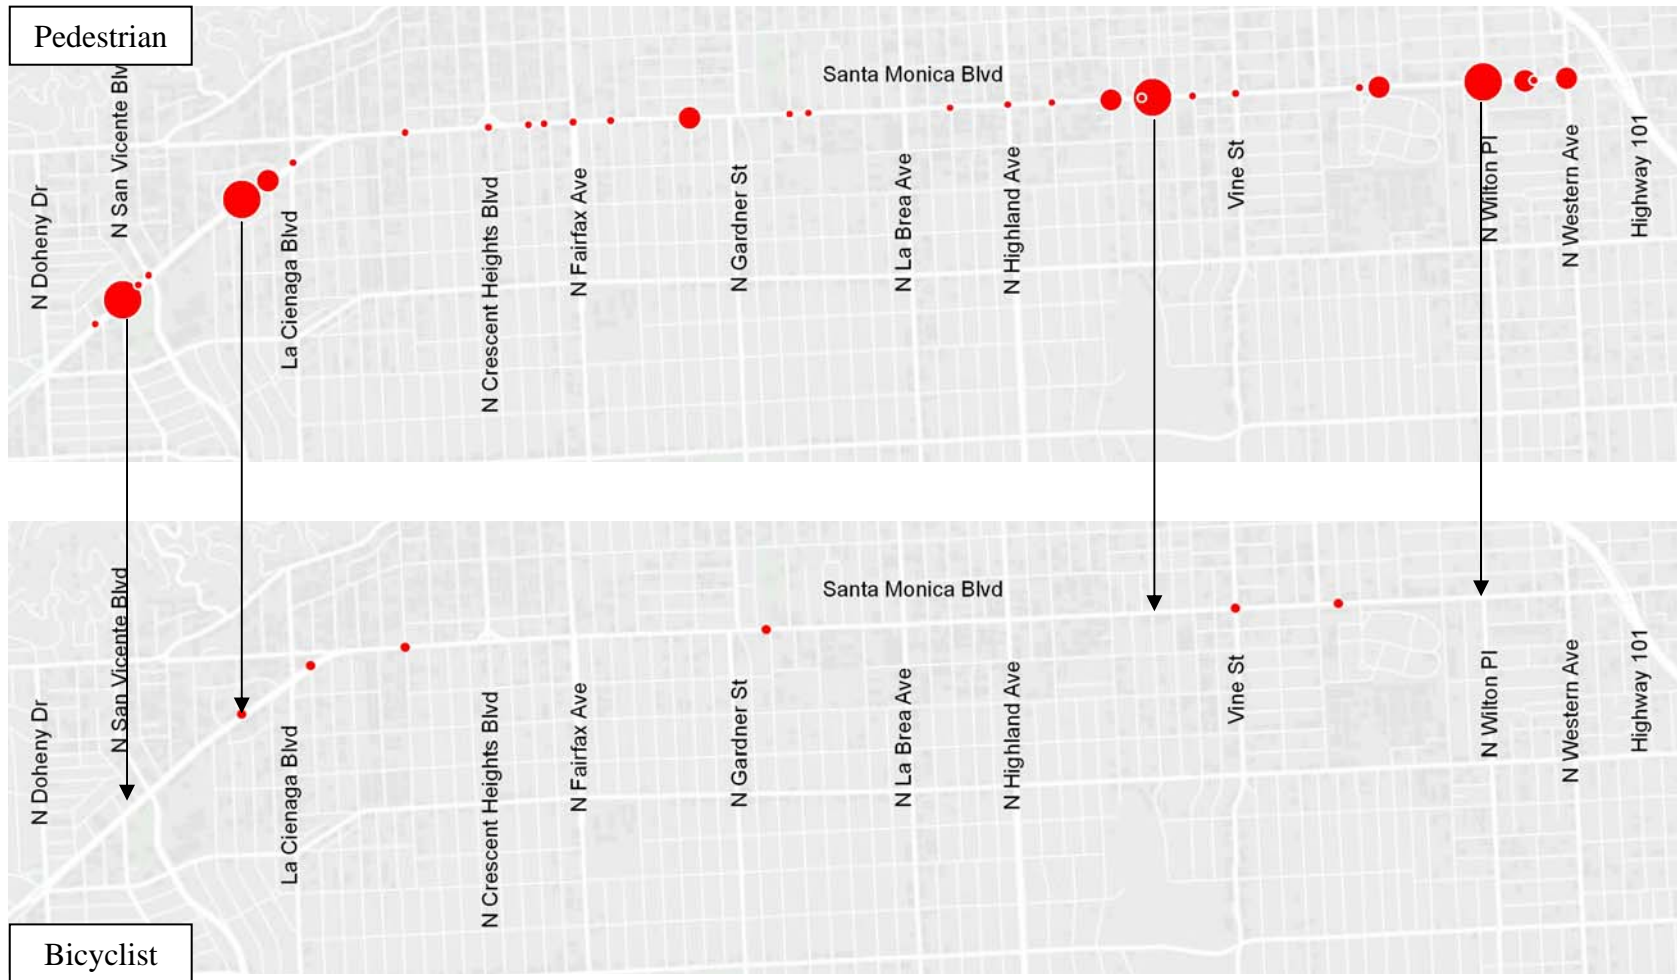 Pedestrian
Santa Monica Blvd
N Doheny Dr
N San Vicente Blv
La Cienaga Blvd
N Crescent Heights Blvd
N Fairfax Ave
N Gardner St
N La Brea Ave
N Highland Ave
Vine St
N Wilton Pl
N Western Ave
Highway 101
Santa Monica Blvd
N Doheny Dr
N San Vicente Blvd
La Cienaga Blvd
N Crescent Heights Blvd
N Fairfax Ave
N Gardner St
N La Brea Ave
N Highland Ave
Vine St
N Wilton Pl
N Western Ave
Highway 101
Bicyclist